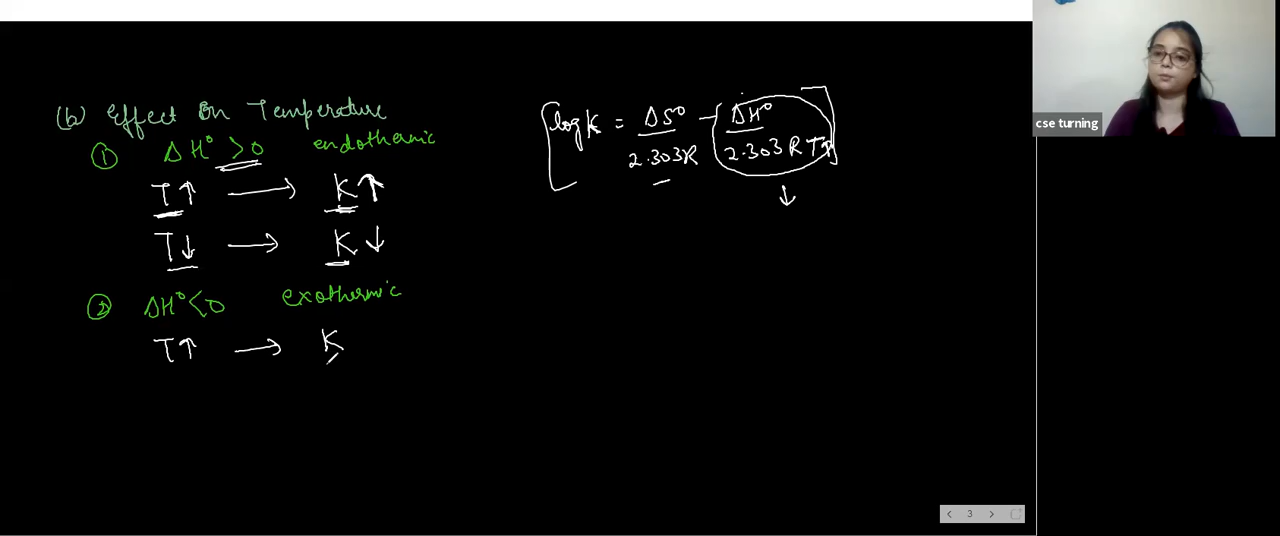 (b) Effect On Temperature
① ΔH° > 0 endothermic
T↑ ⟶ K↑
T↓ ⟶ K↓
② ΔH° < 0 exothermic
T↑ ⟶ K
log K = ΔS° − ΔH°
2.303R 2.303 R T↑
↓
cse turning
3